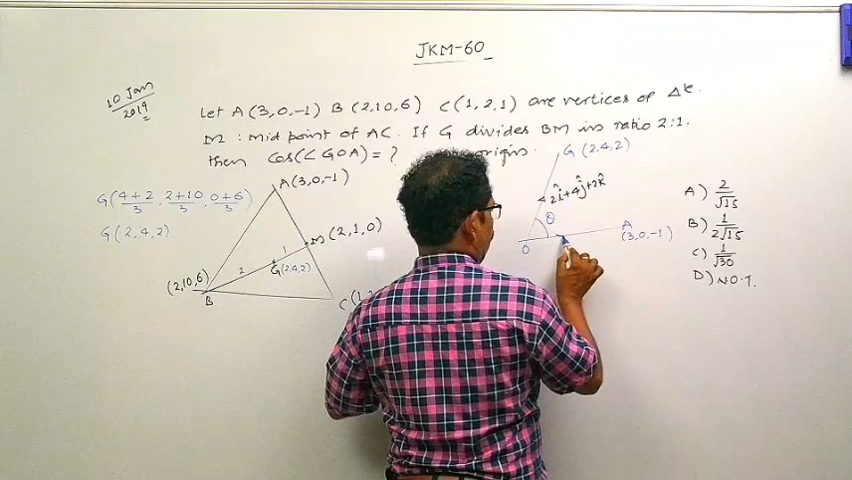 JKM-60
10 Jan
2019
Let A(3,0,-1) B(2,10,6) C(1,2,1) are vertices of Δle.
M : mid point of AC. If G divides BM in ratio 2:1.
then Cos(∠GOA) = ? origin.
G(4+2/3, 2+10/3, 0+6/3)
G(2,4,2)
A(3,0,-1)
M(2,1,0)
1
2
G(2,4,2)
(2,10,6)
B
C(1,2
G(2,4,2)
2î+4ĵ+2k̂
θ
O
A
(3,0,-1)
A) 2/√15
B) 1/2√15
C) 1/√30
D) N.O.T.